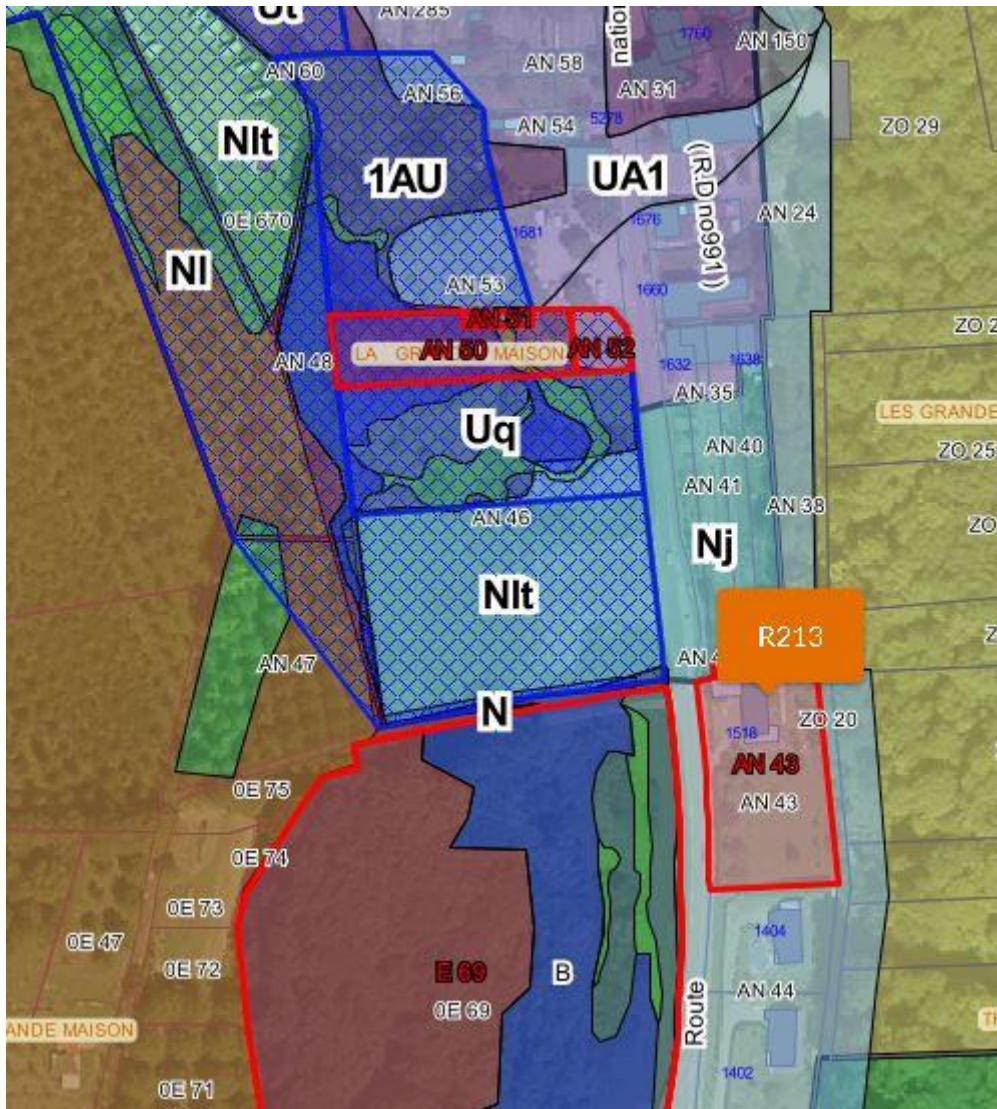 Ut
AN 285
AN 150
1760
AN 60
AN 58
AN 56
AN 31
5278
AN 54
ZO 29
Nlt
1AU
UA1
(R.D no991)
0E 670
AN 24
1676
1681
Nl
AN 53
1660
AN 51
AN 48
LA GR
AN 50
MAISON
AN 52
1632
1638
AN 35
LES GRANDE
Uq
AN 40
ZO 25
AN 41
AN 38
AN 46
ZO
Nj
Nlt
R213
AN 47
N
1518
ZO 20
AN 43
AN 43
0E 75
0E 74
0E 73
1404
0E 47
0E 72
E 69
B
AN 44
0E 69
Route
ANDE MAISON
1402
0E 71